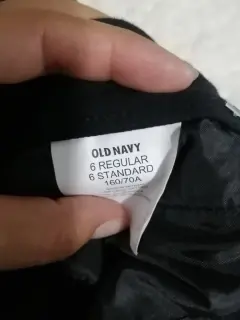 OLD NAVY
6 REGULAR
6 STANDARD
160/70A